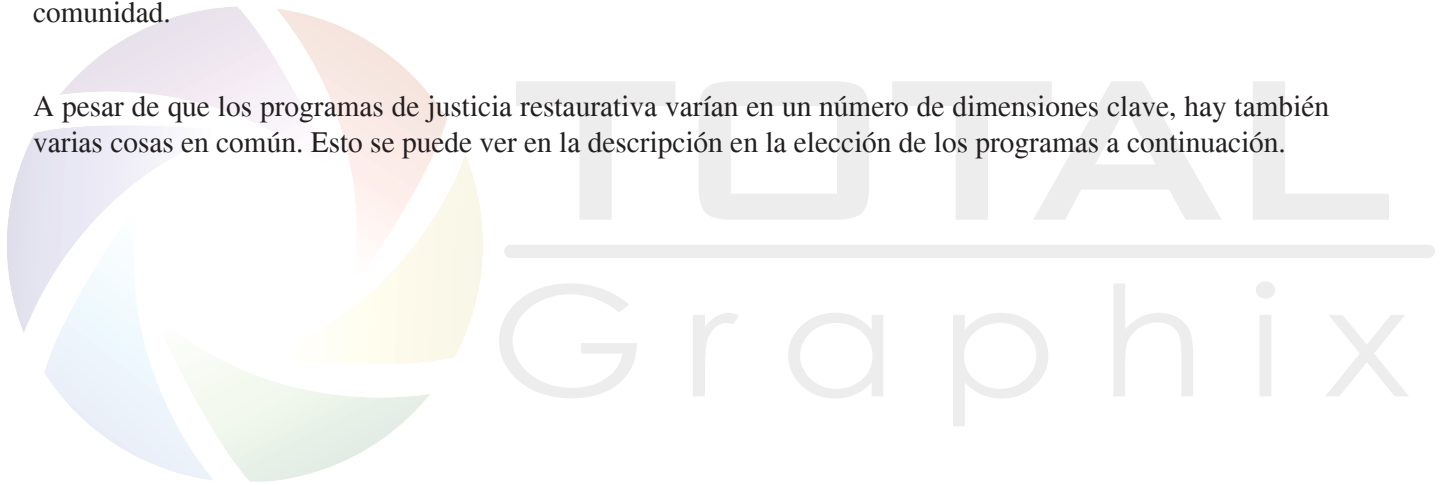 comunidad.
A pesar de que los programas de justicia restaurativa varían en un número de dimensiones clave, hay también
varias cosas en común. Esto se puede ver en la descripción en la elección de los programas a continuación.
TOTAL
Graphix